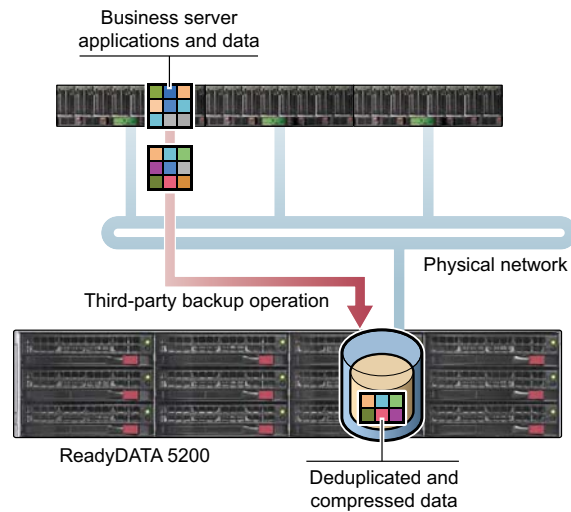 Business server
applications and data
Physical network
Third-party backup operation
ReadyDATA 5200
Deduplicated and
compressed data